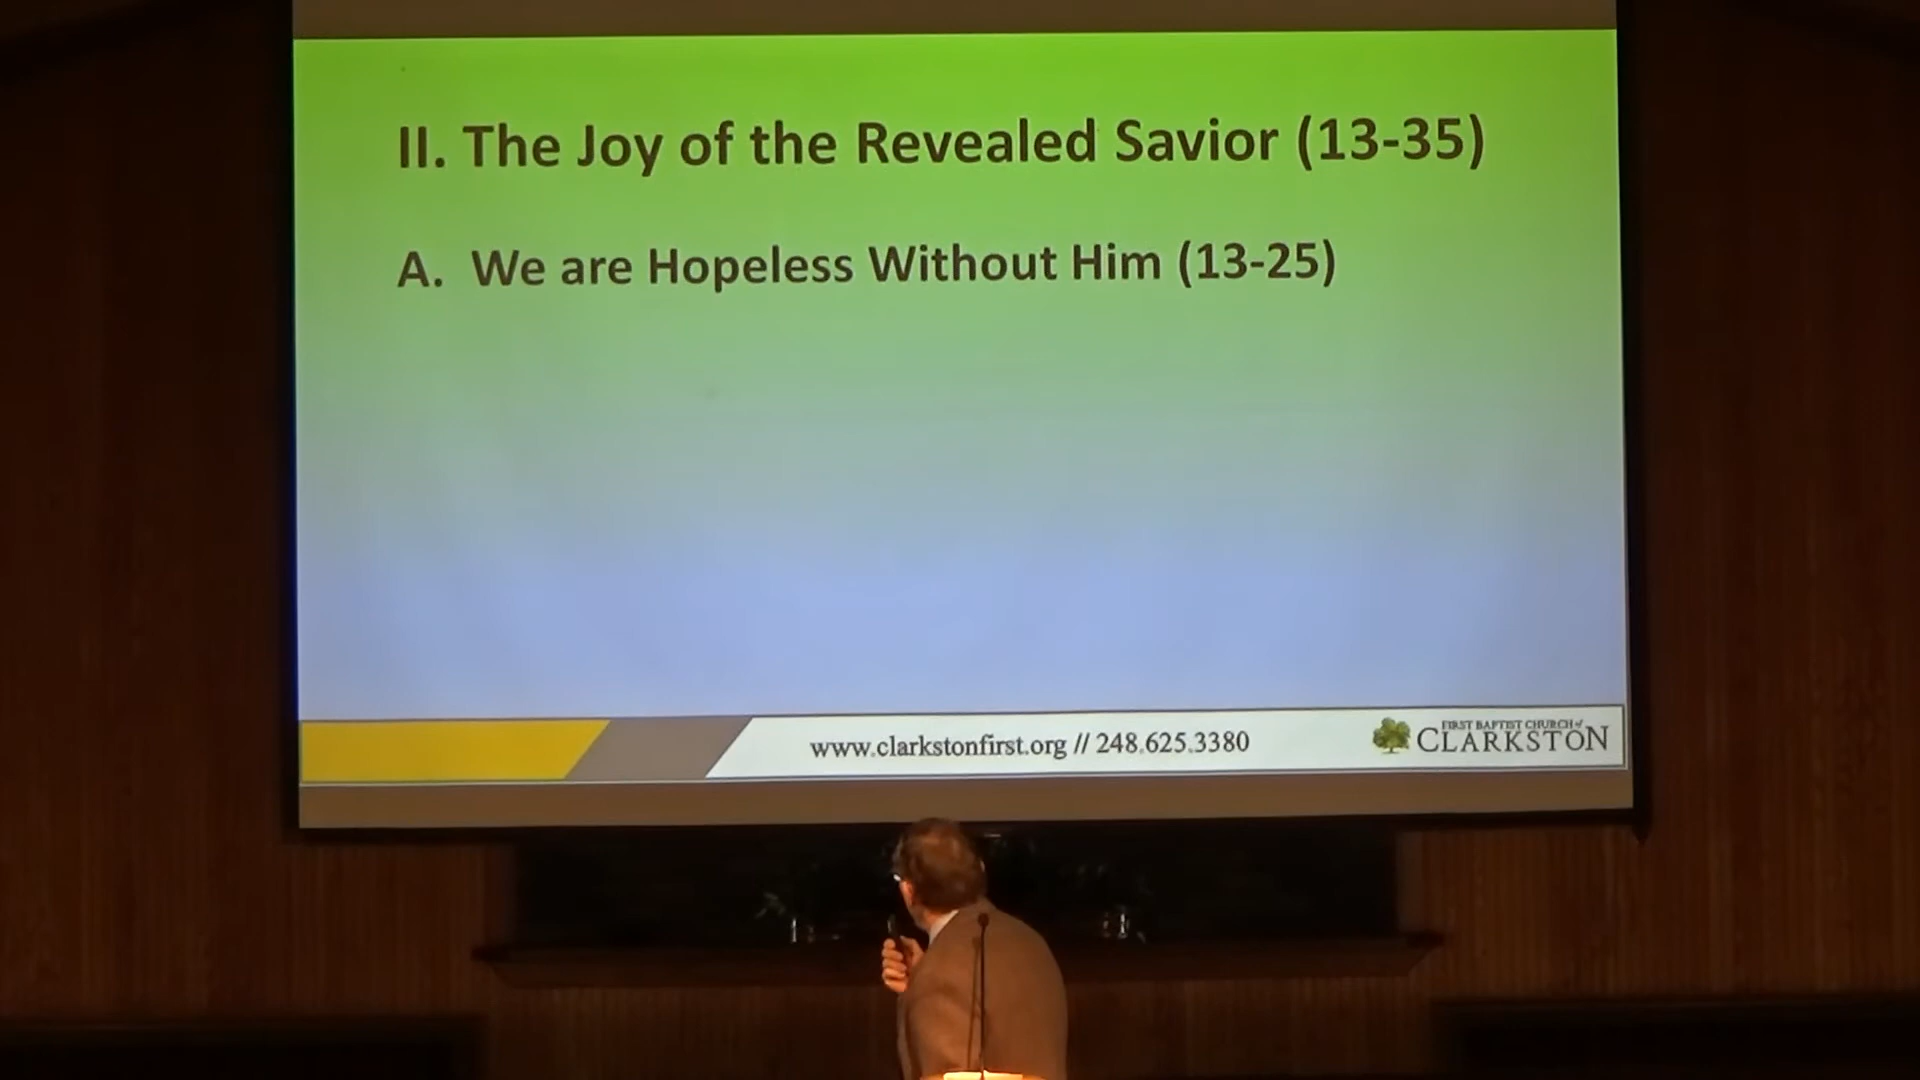 II. The Joy of the Revealed Savior (13-35)
A. We are Hopeless Without Him (13-25)
www.clarkstonfirst.org // 248.625.3380
FIRST BAPTIST CHURCH of
CLARKSTON